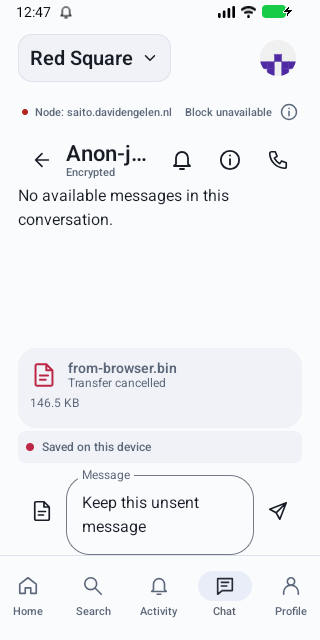 12:47
Red Square
Node: saito.davidengelen.nl Block unavailable
Anon-j...
Encrypted
No available messages in this
conversation.
from-browser.bin
Transfer cancelled
146.5 KB
Saved on this device
Message
Keep this unsent
message
Home Search Activity Chat Profile